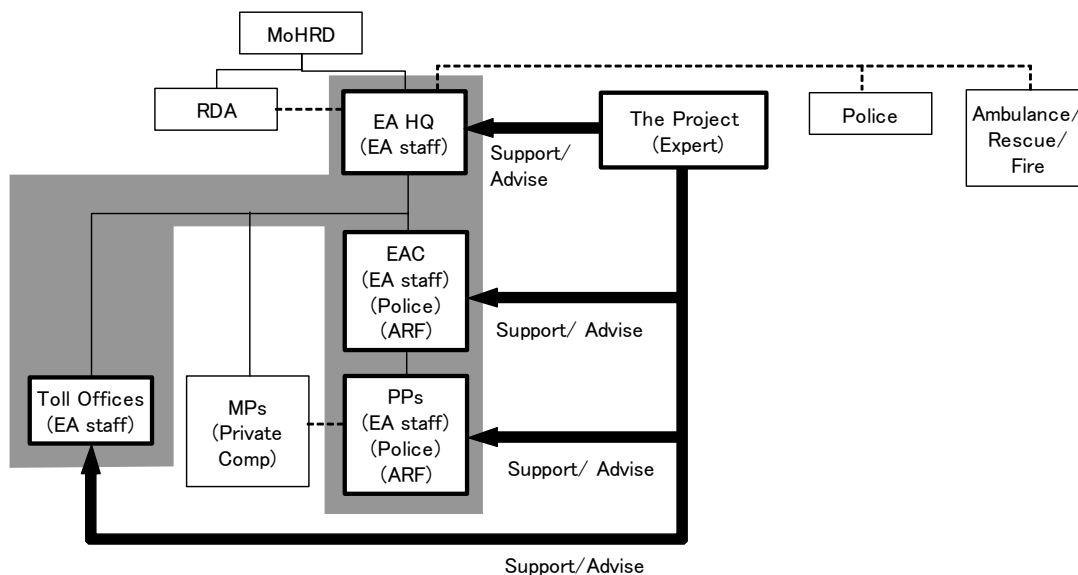 MoHRD
RDA
EA HQ
(EA staff)
The Project
(Expert)
Police
Ambulance/
Rescue/
Fire
Support/
Advise
EAC
(EA staff)
(Police)
(ARF)
Support/ Advise
Toll Offices
(EA staff)
MPs
(Private
Comp)
PPs
(EA staff)
(Police)
(ARF)
Support/ Advise
Support/Advise